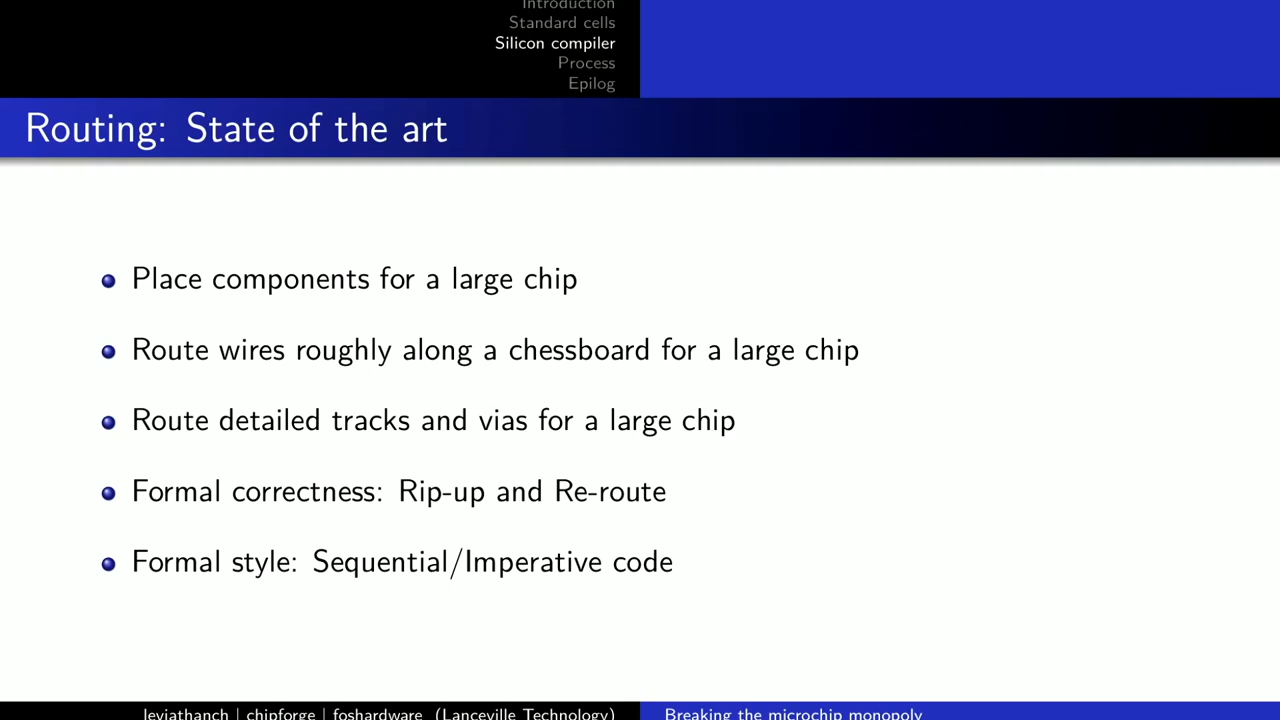 Introduction
Standard cells
Silicon compiler
Process
Epilog
Routing: State of the art
Place components for a large chip
Route wires roughly along a chessboard for a large chip
Route detailed tracks and vias for a large chip
Formal correctness: Rip-up and Re-route
Formal style: Sequential/Imperative code
leviathanch | chipforge | foshardware (Lanceville Technology)
Breaking the microchip monopoly